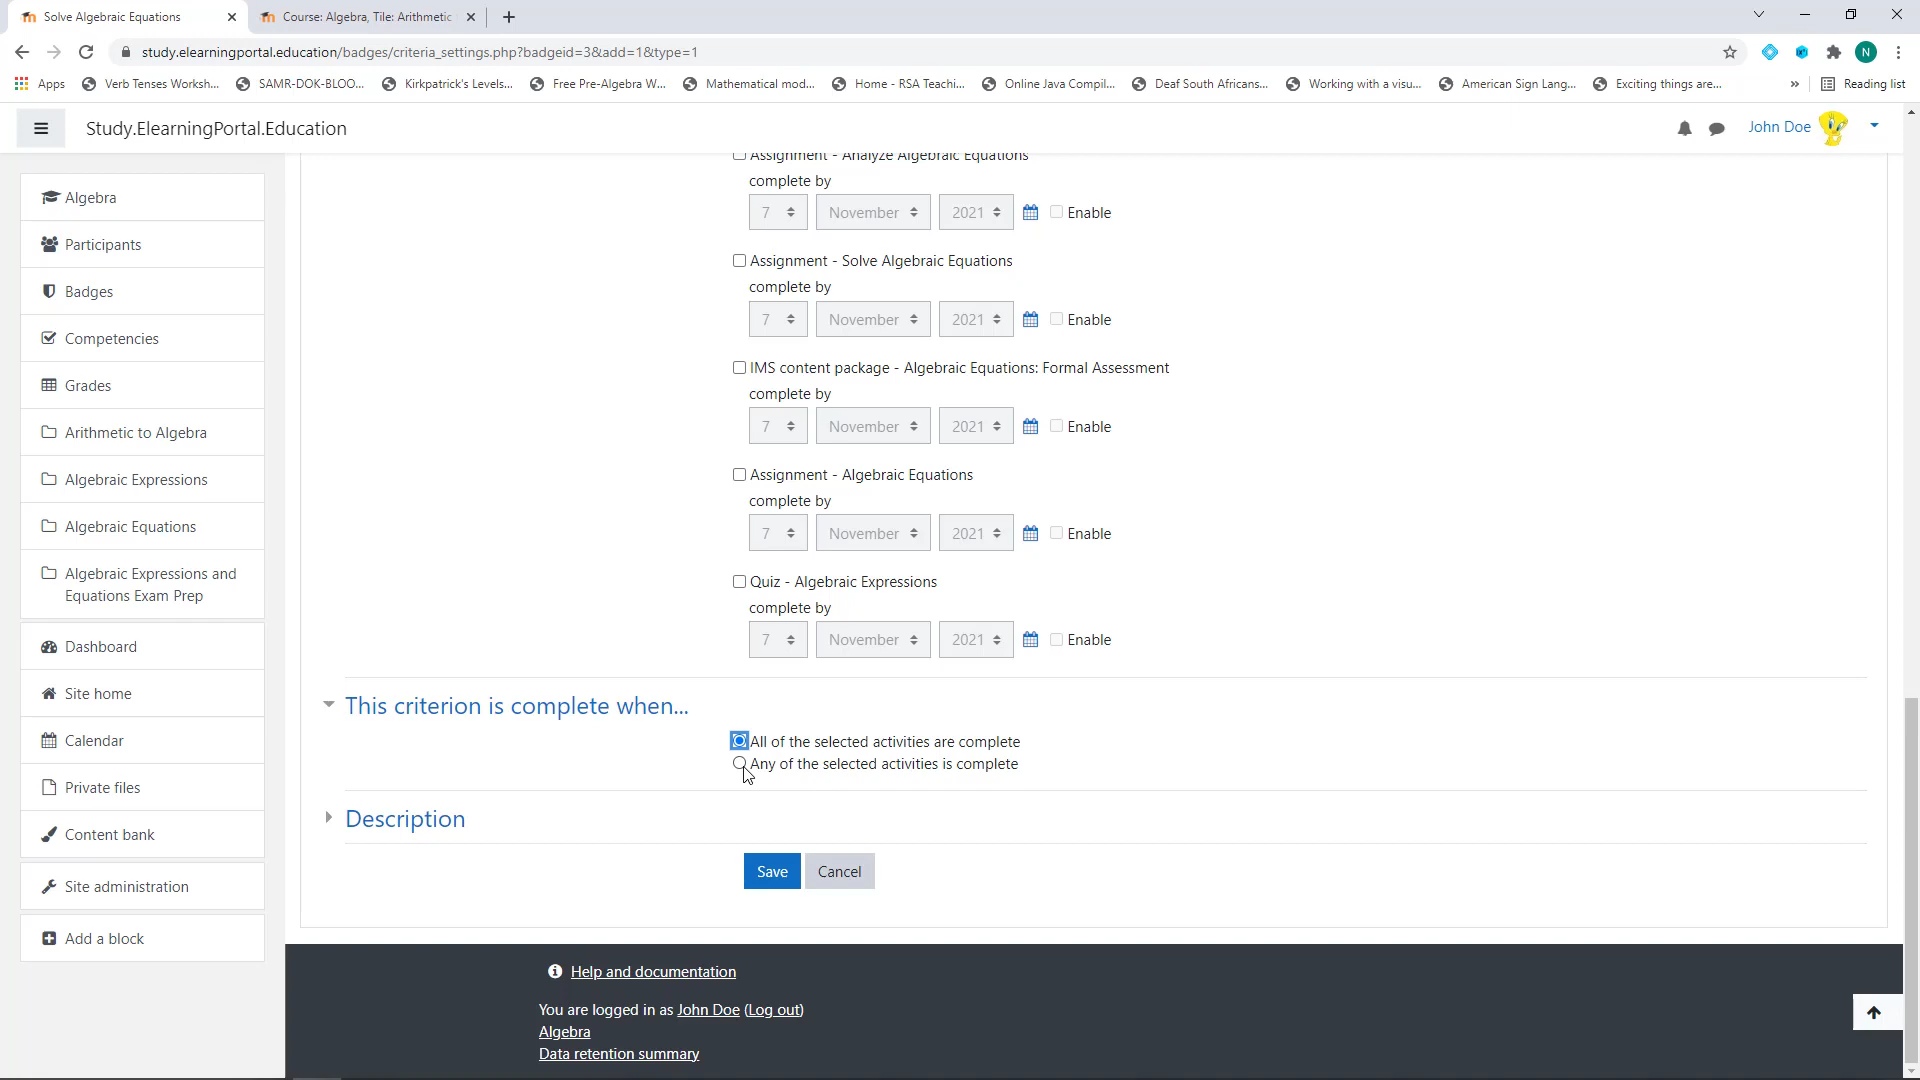 Solve Algebraic Equations
Course: Algebra, Tile: Arithmetic
study.elearningportal.education/badges/criteria_settings.php?badgeid=3&add=1&type=1
N
Apps
Verb Tenses Worksh...
SAMR-DOK-BLOO...
Kirkpatrick's Levels...
Free Pre-Algebra W...
Mathematical mod...
Home - RSA Teachi...
Online Java Compil...
Deaf South Africans...
Working with a visu...
American Sign Lang...
Exciting things are...
»
Reading list
Study.ElearningPortal.Education
John Doe
Algebra
Participants
Badges
Competencies
Grades
Arithmetic to Algebra
Algebraic Expressions
Algebraic Equations
Algebraic Expressions and
Equations Exam Prep
Dashboard
Site home
Calendar
Private files
Content bank
Site administration
Add a block
Assignment - Analyze Algebraic Equations
complete by
7 November 2021 Enable
Assignment - Solve Algebraic Equations
complete by
7 November 2021 Enable
IMS content package - Algebraic Equations: Formal Assessment
complete by
7 November 2021 Enable
Assignment - Algebraic Equations
complete by
7 November 2021 Enable
Quiz - Algebraic Expressions
complete by
7 November 2021 Enable
This criterion is complete when...
All of the selected activities are complete
Any of the selected activities is complete
Description
Save Cancel
Help and documentation
You are logged in as John Doe (Log out)
Algebra
Data retention summary